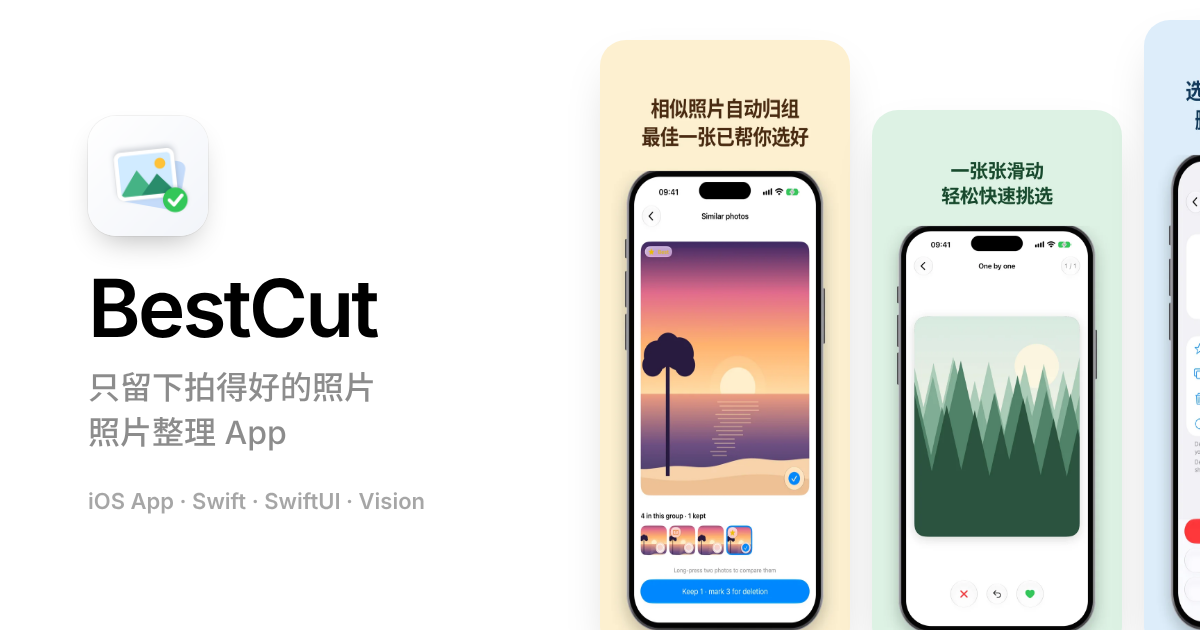 BestCut
只留下拍得好的照片
照片整理 App
iOS App · Swift · SwiftUI · Vision
相似照片自动归组
最佳一张已帮你选好
09:41
Similar photos
4 in this group · 1 kept
Long-press two photos to compare them
Keep 1 · mark 3 for deletion
一张张滑动
轻松快速挑选
09:41
One by one
1 / 1
选